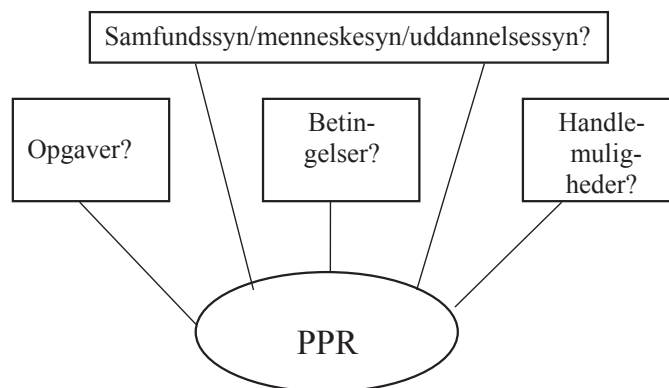 Samfundssyn/menneskesyn/uddannelsessyn?
Opgaver?
Betin-
gelser?
Handle-
mulig-
heder?
PPR